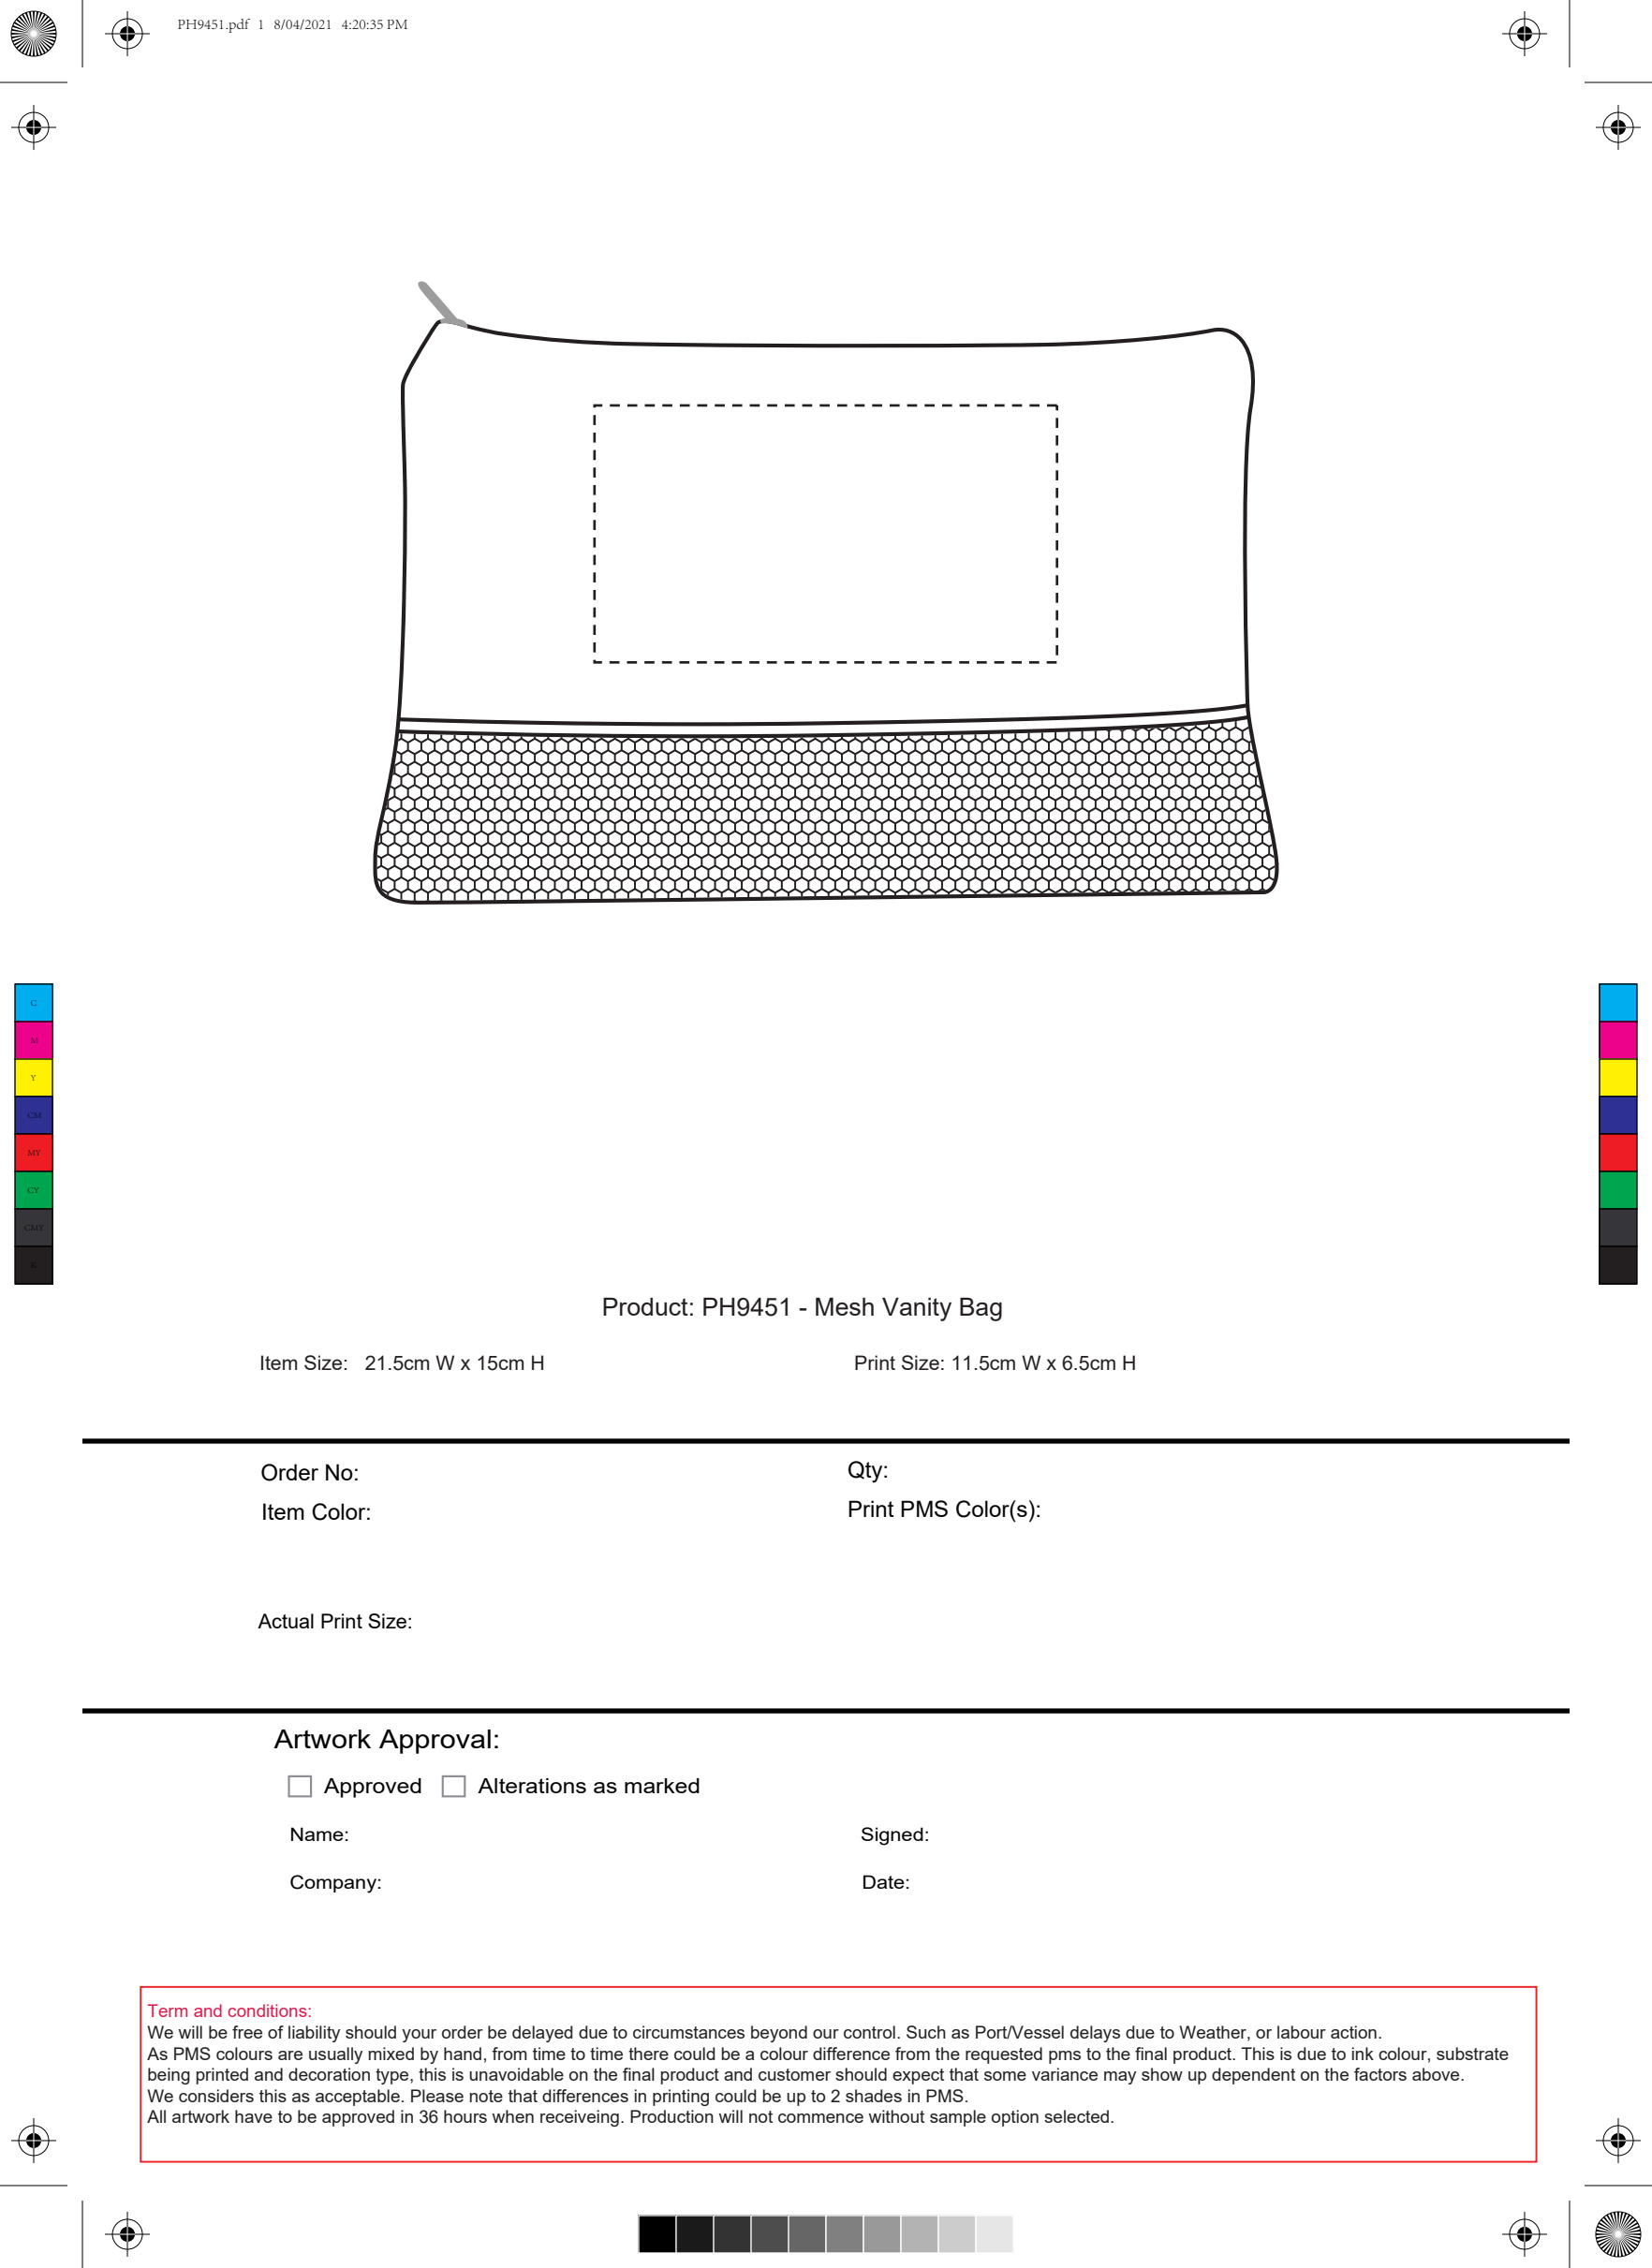 PH9451.pdf 1 8/04/2021 4:20:35 PM
C
M
Y
CM
MY
CY
CMY
K
Product: PH9451 - Mesh Vanity Bag
Item Size: 21.5cm W x 15cm H
Print Size: 11.5cm W x 6.5cm H
Order No:
Qty:
Item Color:
Print PMS Color(s):
Actual Print Size:
Artwork Approval:
Approved Alterations as marked
Name:
Signed:
Company:
Date:
Term and conditions:
We will be free of liability should your order be delayed due to circumstances beyond our control. Such as Port/Vessel delays due to Weather, or labour action.
As PMS colours are usually mixed by hand, from time to time there could be a colour difference from the requested pms to the final product. This is due to ink colour, substrate
being printed and decoration type, this is unavoidable on the final product and customer should expect that some variance may show up dependent on the factors above.
We considers this as acceptable. Please note that differences in printing could be up to 2 shades in PMS.
All artwork have to be approved in 36 hours when receiveing. Production will not commence without sample option selected.